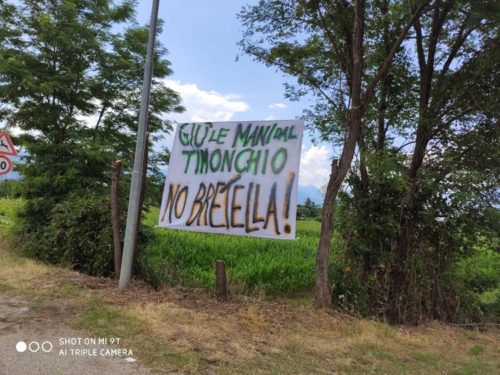 GIÙ LE MANI DAL
TIMONCHIO
NO BRETELLA!
SHOT ON MI 9T
AI TRIPLE CAMERA